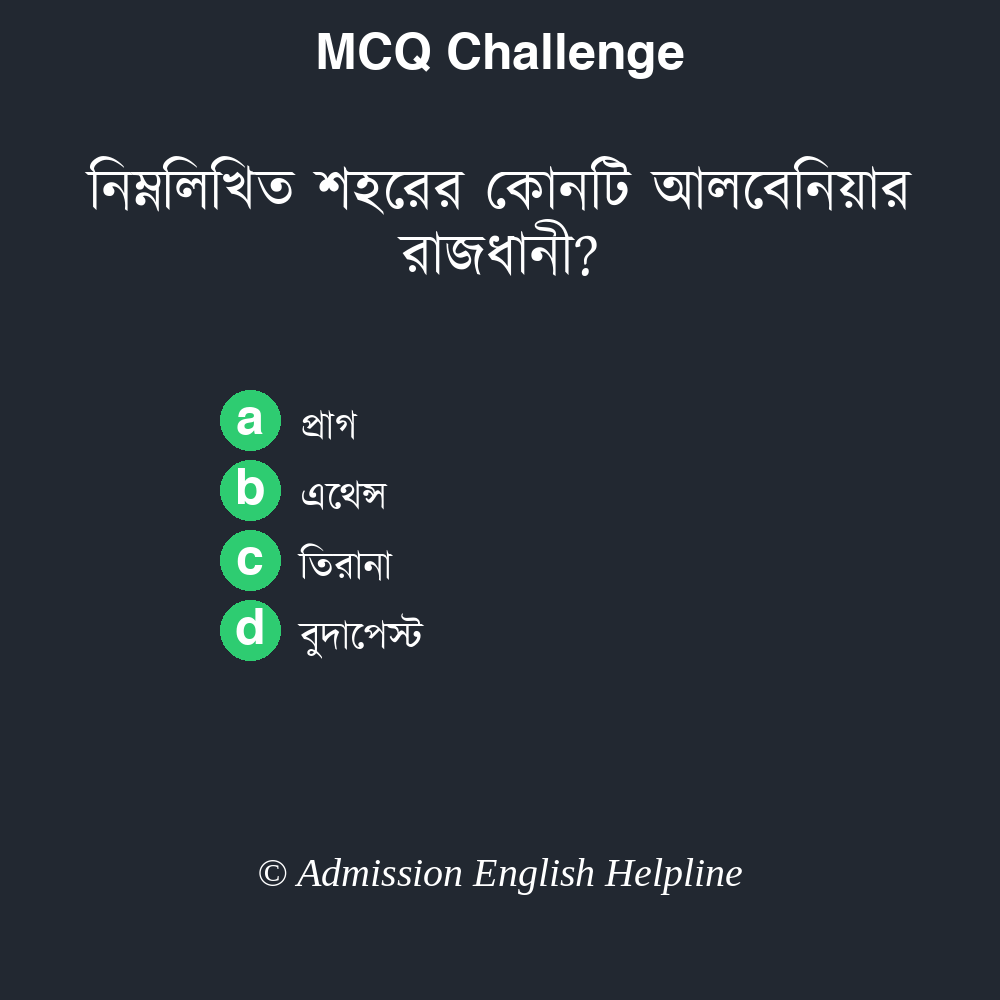 MCQ Challenge
নিম্নলিখিত শহরের কোনটি আলবেনিয়ার
রাজধানী?
a প্রাগ
b এথেন্স
c তিরানা
d বুদাপেস্ট
© Admission English Helpline